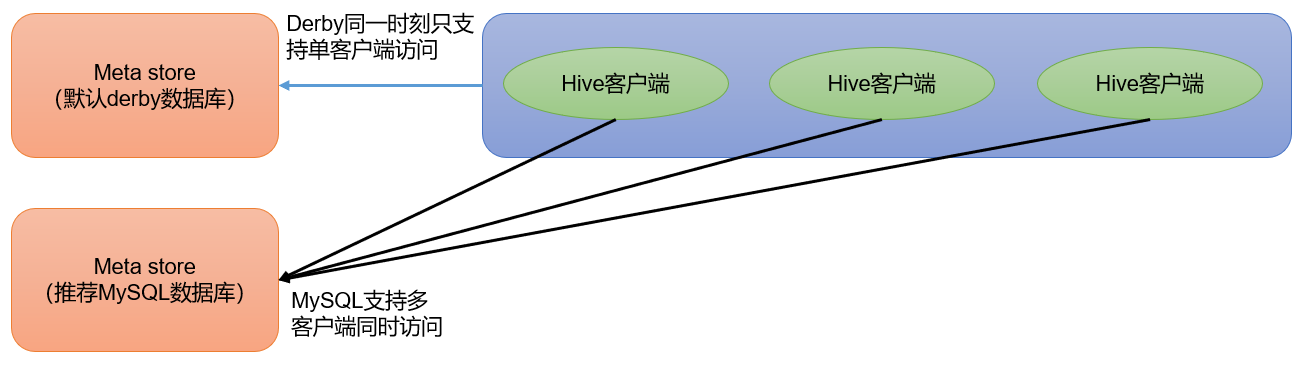 Derby同一时刻只支
持单客户端访问
Meta store
（默认derby数据库）
Hive客户端
Hive客户端
Hive客户端
Meta store
（推荐MySQL数据库）
MySQL支持多
客户端同时访问